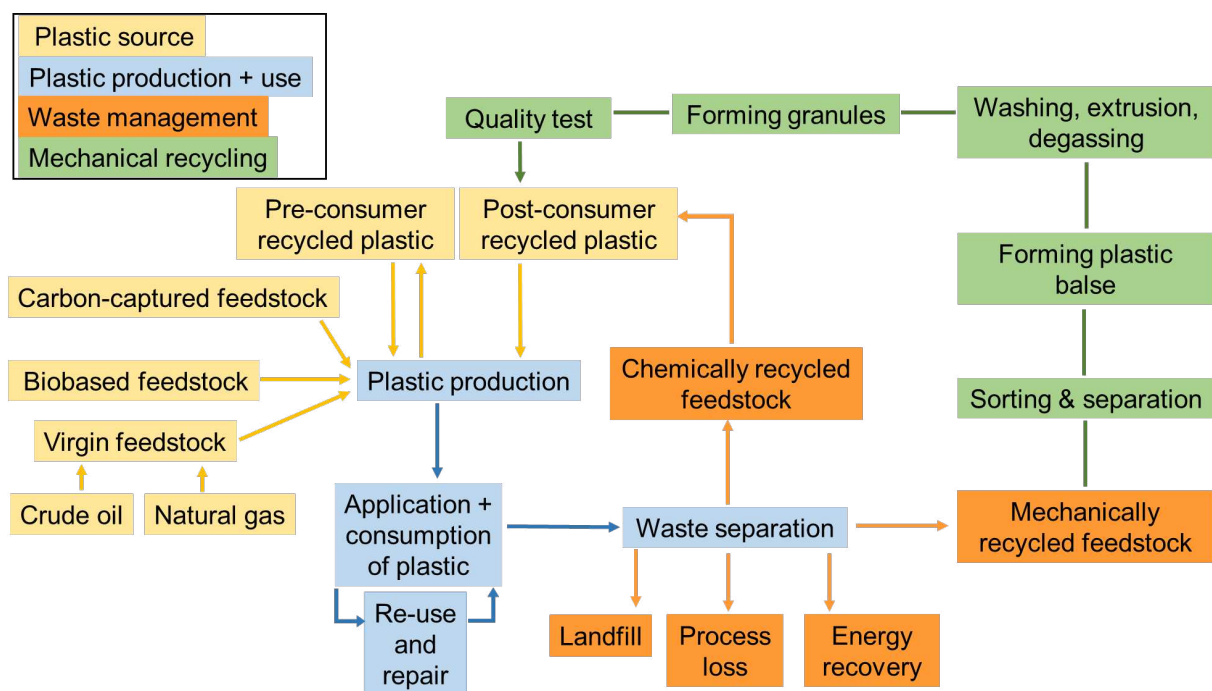 Plastic source
Plastic production + use
Waste management
Mechanical recycling
Quality test
Forming granules
Washing, extrusion,
degassing
Pre-consumer
recycled plastic
Post-consumer
recycled plastic
Forming plastic
balse
Carbon-captured feedstock
Biobased feedstock
Plastic production
Chemically recycled
feedstock
Sorting & separation
Virgin feedstock
Crude oil
Natural gas
Application +
consumption
of plastic
Waste separation
Mechanically
recycled feedstock
Re-use
and
repair
Landfill
Process
loss
Energy
recovery